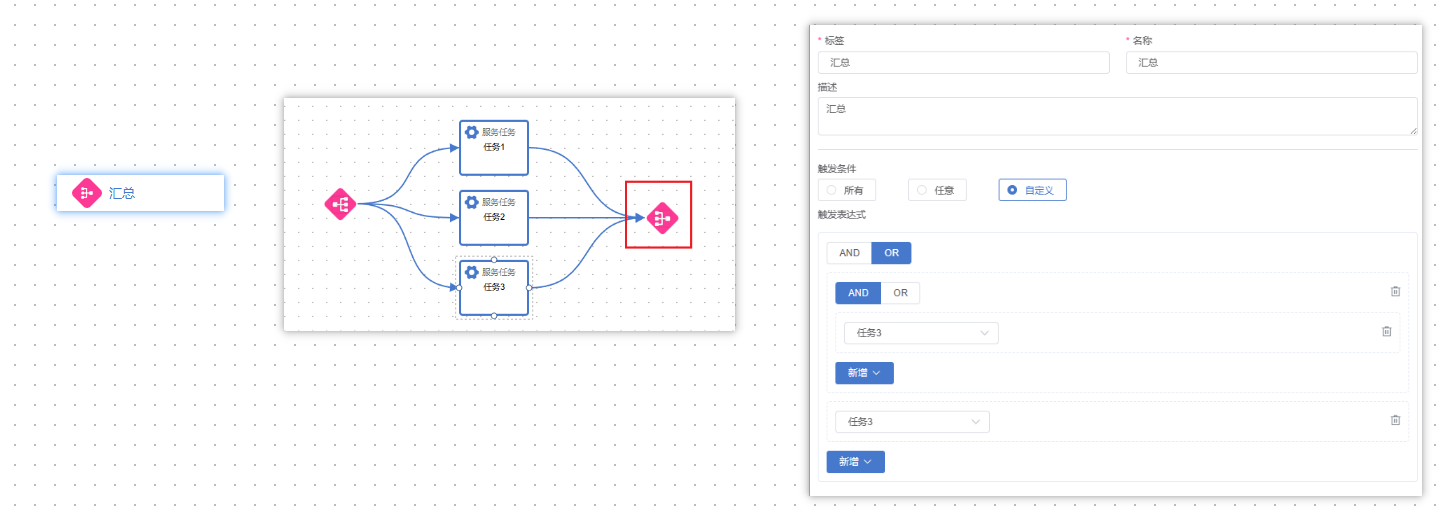 汇总
服务任务
任务1
服务任务
任务2
服务任务
任务3
* 标签
* 名称
汇总
汇总
描述
汇总
触发条件
所有
任意
自定义
触发表达式
AND OR
AND OR
任务3
新增
任务3
新增